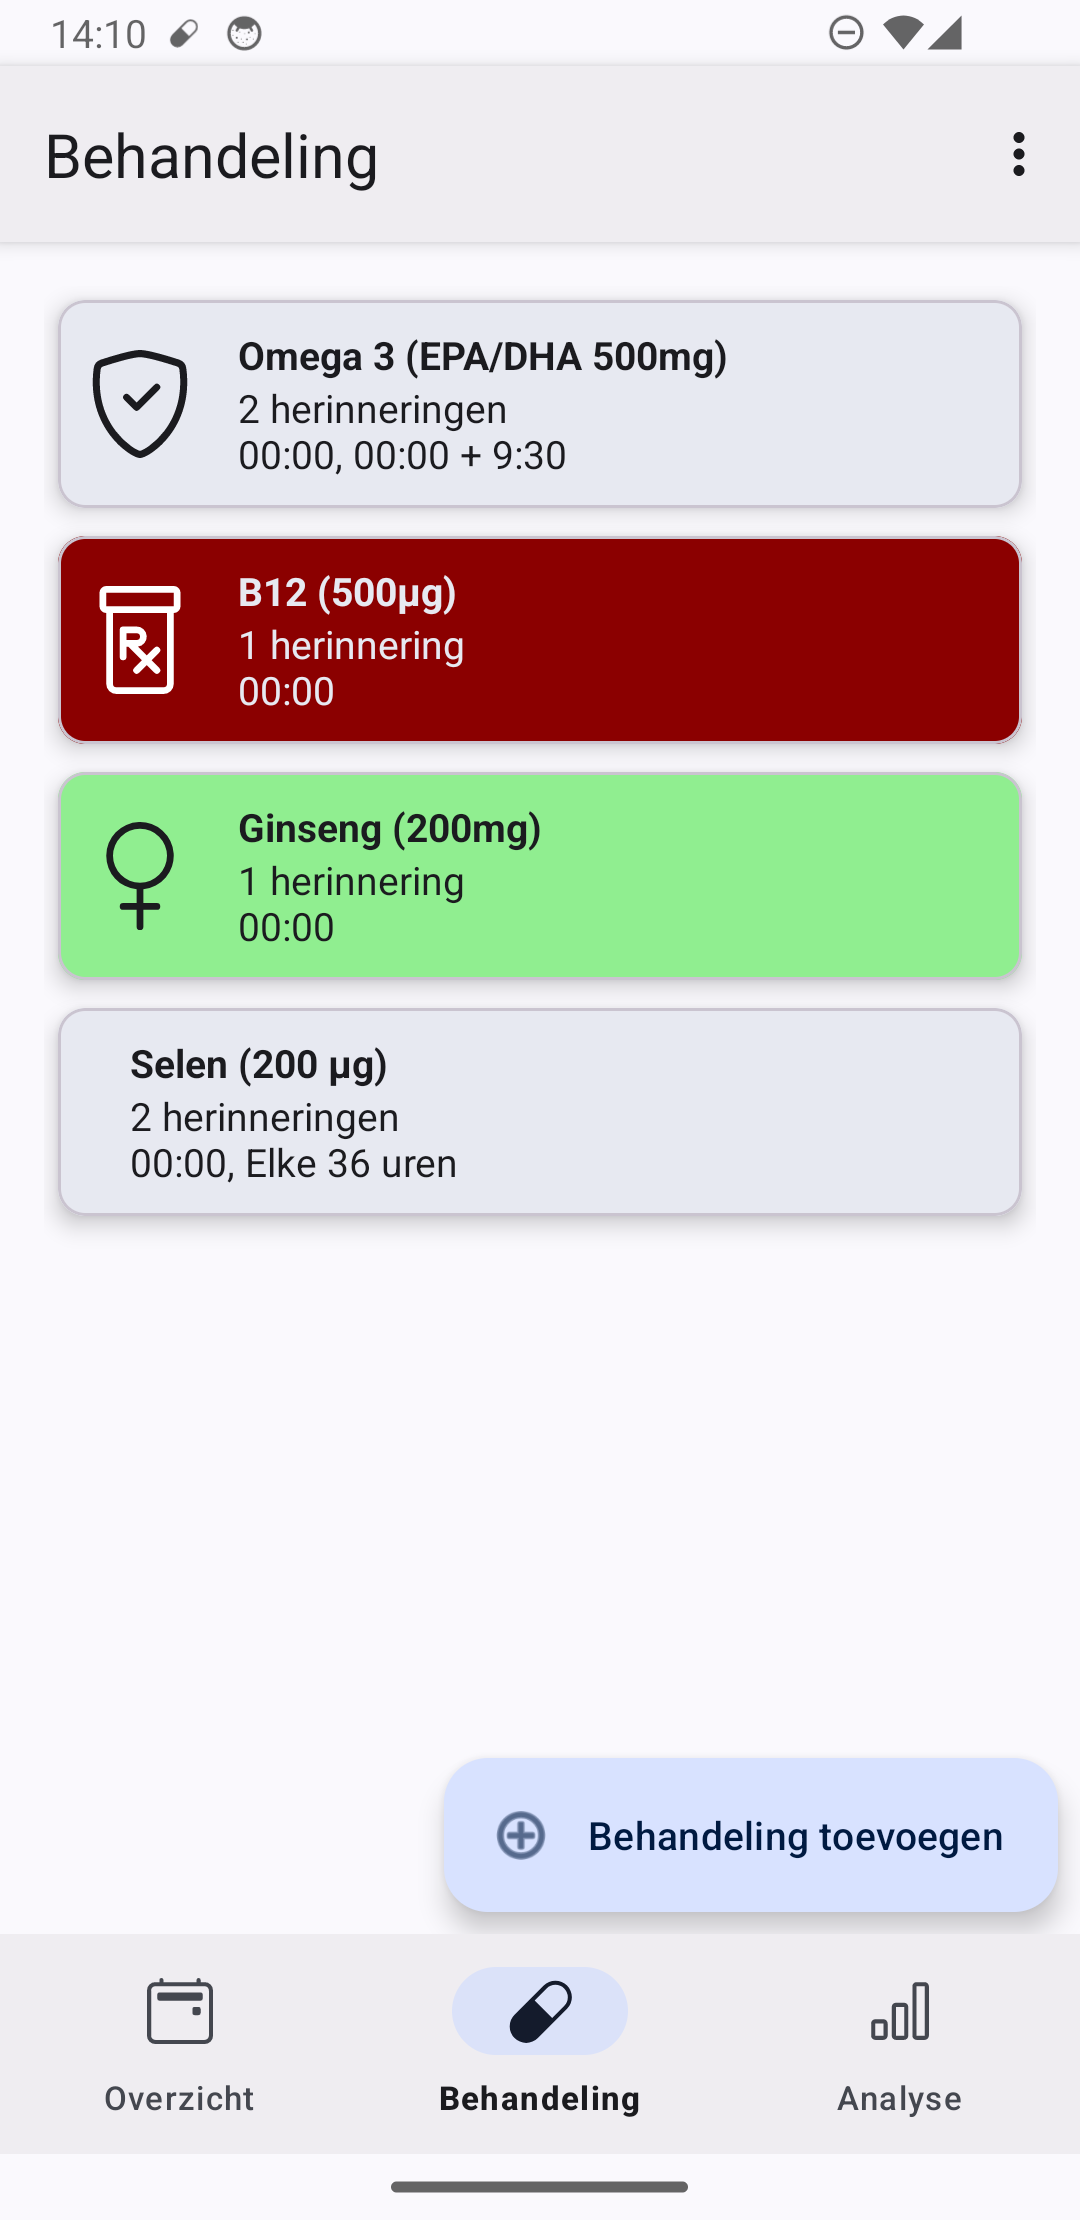 14:10
Behandeling
Omega 3 (EPA/DHA 500mg)
2 herinneringen
00:00, 00:00 + 9:30
B12 (500µg)
1 herinnering
00:00
Ginseng (200mg)
1 herinnering
00:00
Selen (200 µg)
2 herinneringen
00:00, Elke 36 uren
Behandeling toevoegen
Overzicht
Behandeling
Analyse